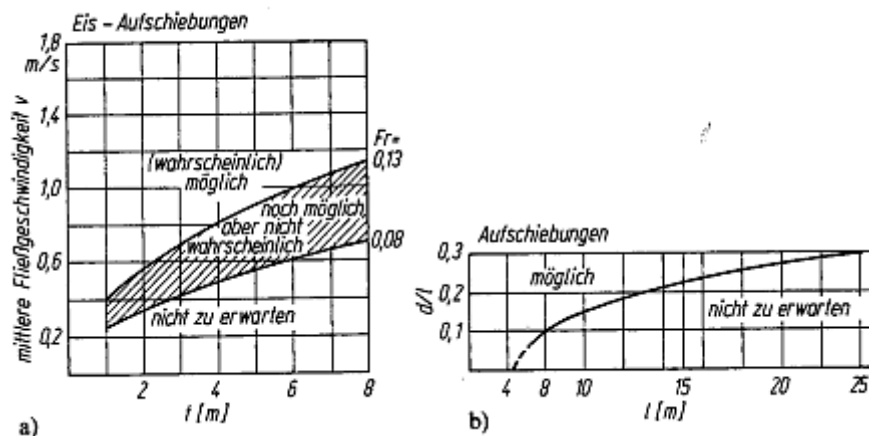 Eis – Aufschiebungen
1,8
m/s
1,4
1,0
0,6
0,2
mittlere Fließgeschwindigkeit v
(wahrscheinlich)
möglich
noch möglich,
aber nicht
wahrscheinlich
nicht zu erwarten
Fr=
0,13
0,08
2 4 6 8
t [m]
a)
Aufschiebungen
0,3
0,2
0,1
d/l
möglich
nicht zu erwarten
4 8 10 15 20 25
l [m]
b)